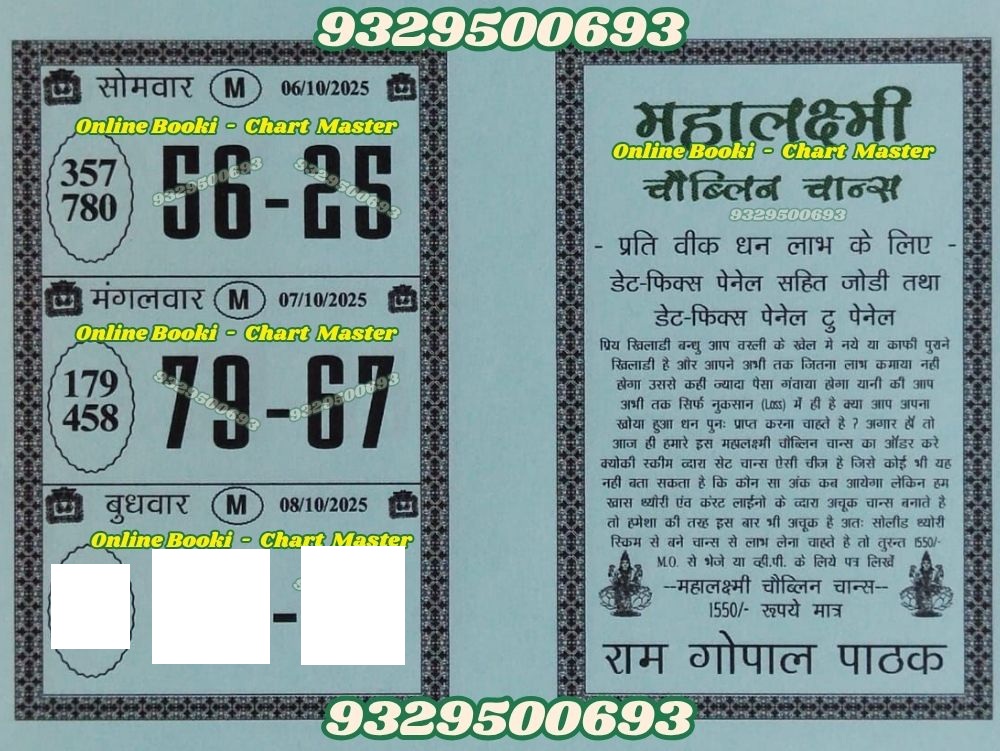 9329500693
सोमवार M 06/10/2025
Online Booki - Chart Master
357
780
56-25
9329500693 9329500693
मंगलवार M 07/10/2025
Online Booki - Chart Master
179
458
79-67
9329500693 9329500693
बुधवार M 08/10/2025
Online Booki - Chart Master
-
महालक्ष्मी
Online Booki - Chart Master
चौब्लिन चान्स
9329500693
- प्रति वीक धन लाभ के लिए -
डेट-फिक्स पेनेल सहित जोडी तथा
डेट-फिक्स पेनेल टु पेनेल
प्रिय खिलाडी बन्धु आप वरली के खेल मे नये या काफी पुराने
खिलाडी है और आपने अभी तक जितना लाभ कमाया नही
होगा उससे कही ज्यादा पैसा गंवाया होगा यानी की आप
अभी तक सिर्फ नुकसान (Loss) में ही है क्या आप अपना
खोया हुआ धन पुनः प्राप्त करना चाहते है ? अगार हाँ तो
आज ही हमारे इस महालक्ष्मी चौब्लिन चान्स का ऑडर करे
क्योकी स्कीम व्दारा सेट चान्स ऐसी चीज है जिसे कोई भी यह
नही बता सकता है कि कोन सा अंक कब आयेगा लेकिन हम
खास थ्योरी एंव करंट लाईनो के व्दारा अचूक चान्स बनाते है
तो हमेशा की तरह इस बार भी अचूक है अतः सोलीड थ्योरी
स्किम से बने चान्स से लाभ लेना चाहते है तो तुरन्त 1550/-
M.O. से भेजे या व्ही.पी. के लिये पत्र लिखें
--महालक्ष्मी चौब्लिन चान्स--
1550/- रूपये मात्र
राम गोपाल पाठक
9329500693